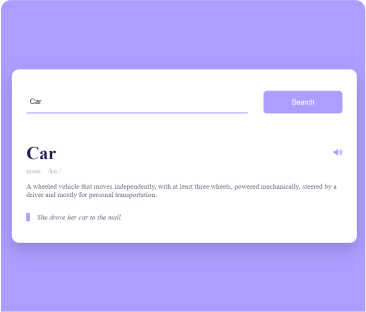 Car
Search
Car
noun
A wheeled vehicle that moves independently, with at least three wheels, powered mechanically, steered by a
driver and mostly for personal transportation.
She drove her car to the mall.